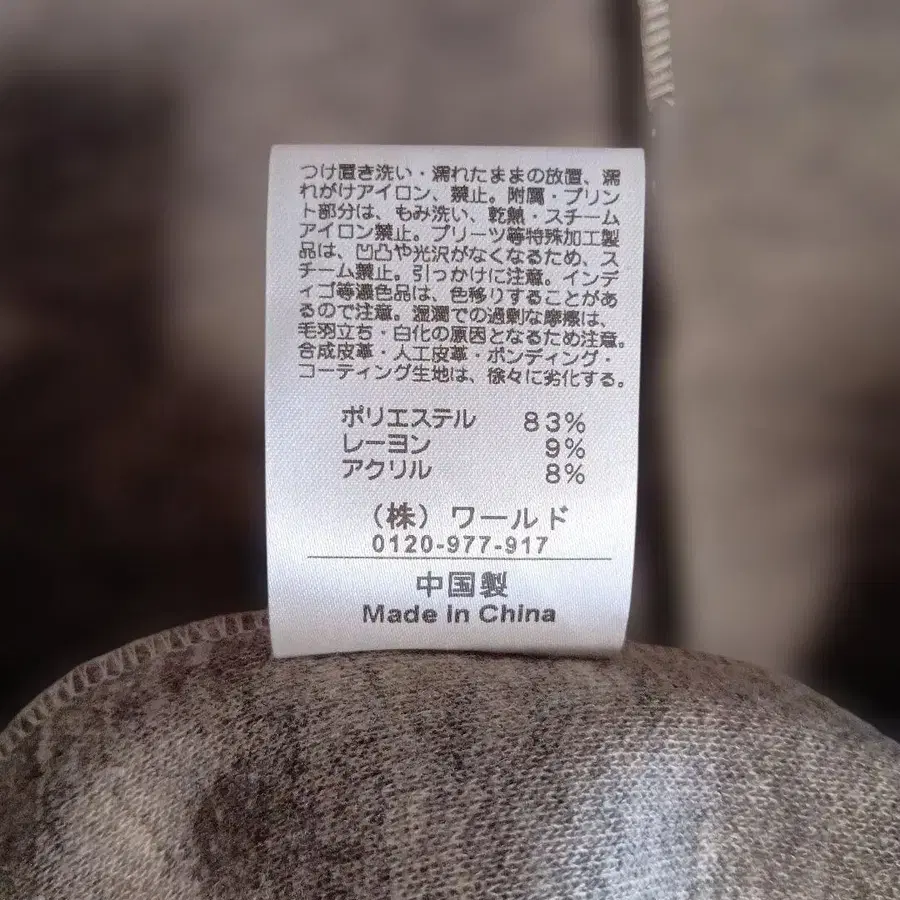 つけ置き洗い・濡れたままの放置、濡
れがけアイロン、禁止。附属・プリン
ト部分は、もみ洗い、乾熱・スチーム
アイロン禁止。プリーツ等特殊加工製
品は、凹凸や光沢がなくなるため、ス
チーム禁止。引っかけに注意。インデ
ィゴ等濃色品は、色移りすることがあ
るので注意。湿潤での過剰な摩擦は、
毛羽立ち・白化の原因となるため注意。
合成皮革・人工皮革・ボンディング・
コーティング生地は、徐々に劣化する。
ポリエステル 83%
レーヨン 9%
アクリル 8%
（株）ワールド
0120-977-917
中国製
Made in China